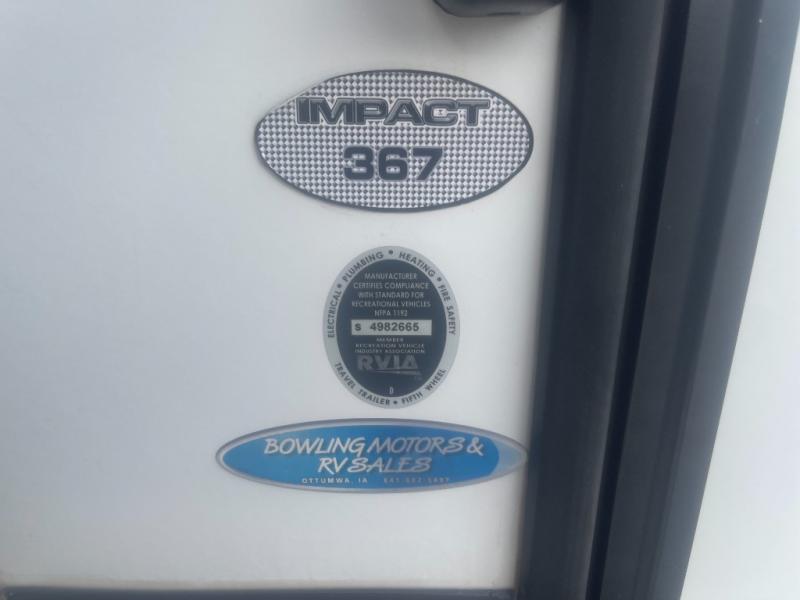 IMPACT
367
ELECTRICAL • PLUMBING • HEATING • FIRE SAFETY
MANUFACTURER
CERTIFIES COMPLIANCE
WITH STANDARD FOR
RECREATIONAL VEHICLES
NFPA 1192
S 4982665
MEMBER
RECREATION VEHICLE
INDUSTRY ASSOCIATION
RVIA
D
TRAVEL TRAILER • FIFTH WHEEL
BOWLING MOTORS &
RV SALES
OTTUMWA, IA